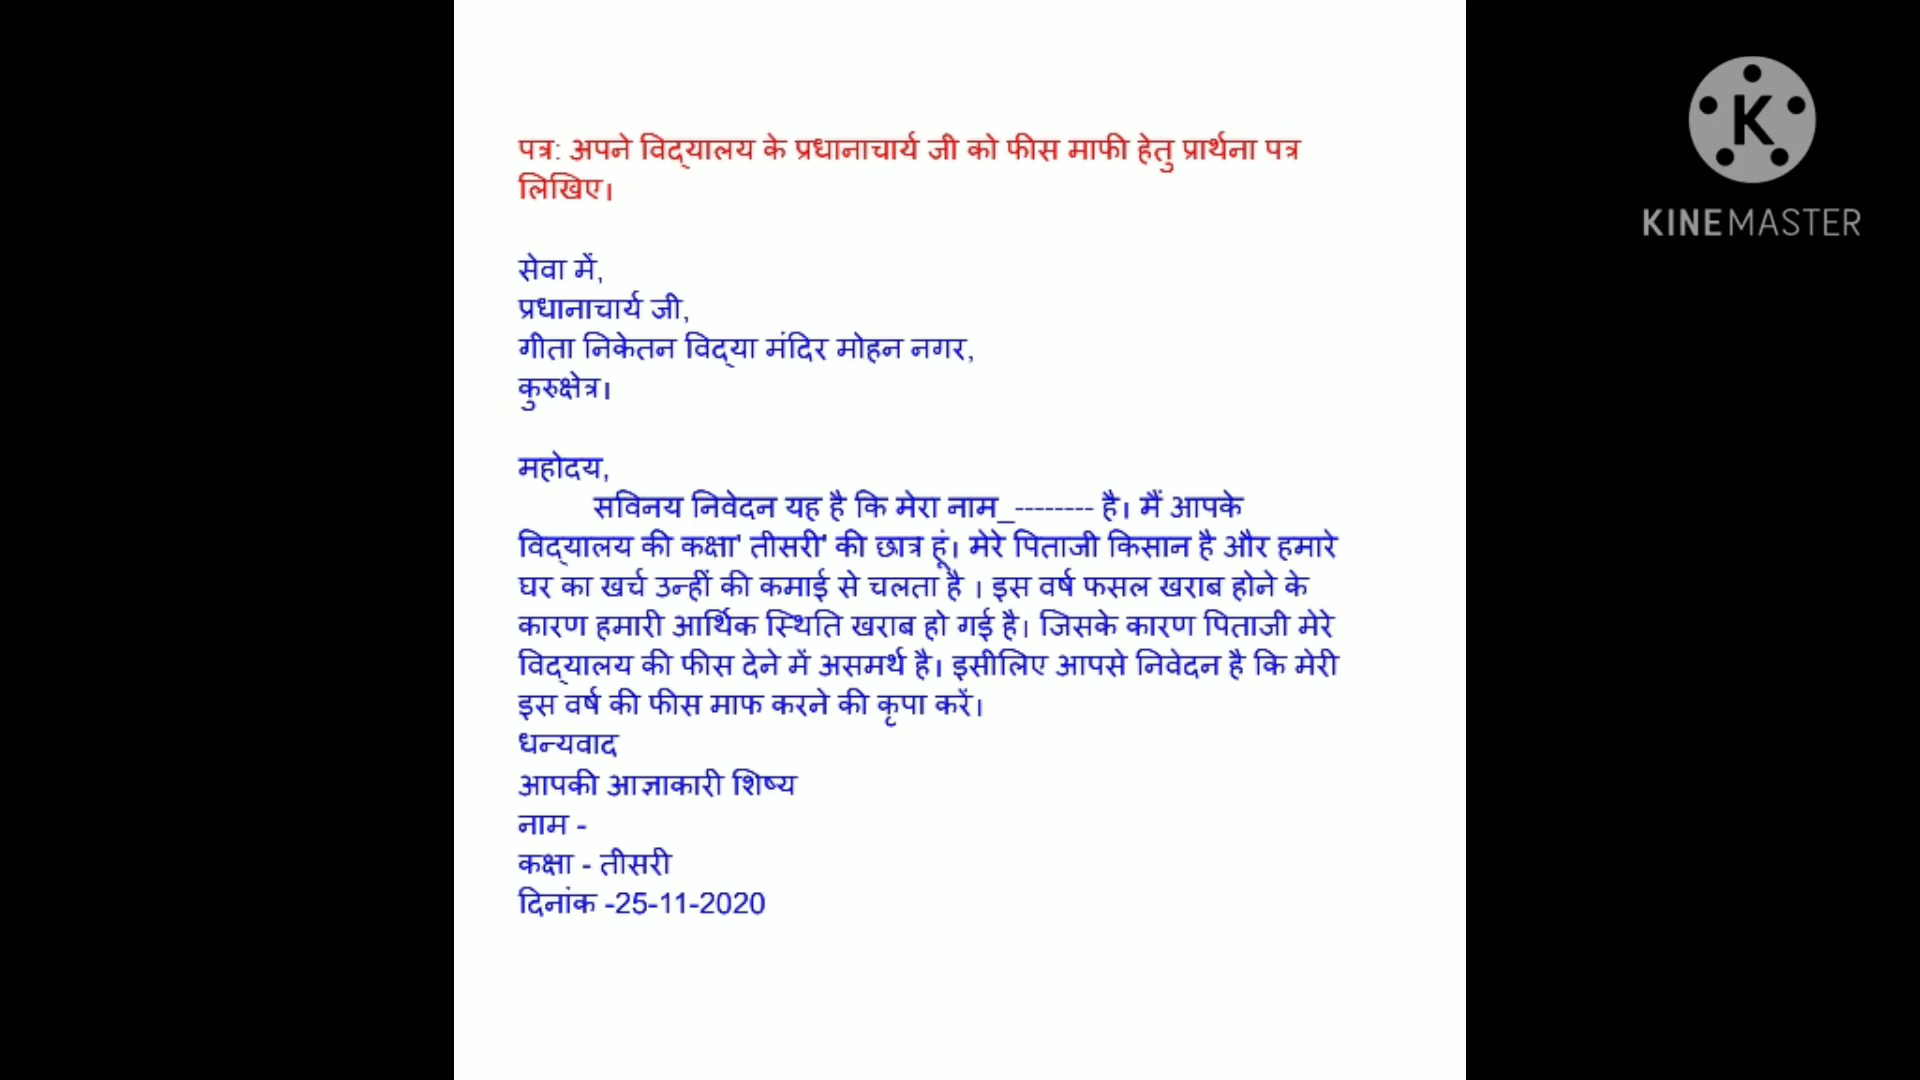 पत्र: अपने विद्यालय के प्रधानाचार्य जी को फीस माफी हेतु प्रार्थना पत्र
लिखिए।
सेवा में,
प्रधानाचार्य जी,
गीता निकेतन विद्या मंदिर मोहन नगर,
कुरुक्षेत्र।
महोदय,
सविनय निवेदन यह है कि मेरा नाम_-------- है। मैं आपके
विद्यालय की कक्षा' तीसरी' की छात्र हूं। मेरे पिताजी किसान है और हमारे
घर का खर्च उन्हीं की कमाई से चलता है । इस वर्ष फसल खराब होने के
कारण हमारी आर्थिक स्थिति खराब हो गई है। जिसके कारण पिताजी मेरे
विद्यालय की फीस देने में असमर्थ है। इसीलिए आपसे निवेदन है कि मेरी
इस वर्ष की फीस माफ करने की कृपा करें।
धन्यवाद
आपकी आज्ञाकारी शिष्य
नाम -
कक्षा - तीसरी
दिनांक -25-11-2020
K
KINEMASTER